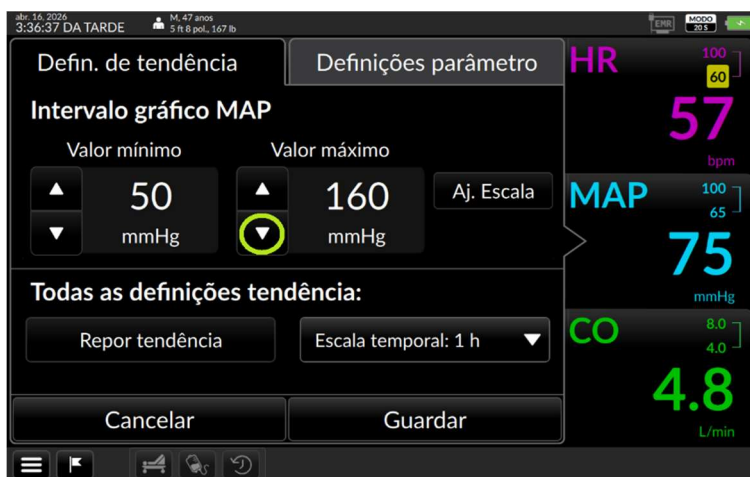 abr. 16, 2026
3:36:37 DA TARDE
M, 47 anos
5 ft 8 pol., 167 lb
EMR
MODO
20 S
Defin. de tendência
Definições parâmetro
Intervalo gráfico MAP
Valor mínimo
Valor máximo
50
mmHg
160
mmHg
Aj. Escala
Todas as definições tendência:
Repor tendência
Escala temporal: 1 h
Cancelar
Guardar
HR
100
60
57
bpm
MAP
100
65
75
mmHg
CO
8.0
4.0
4.8
L/min